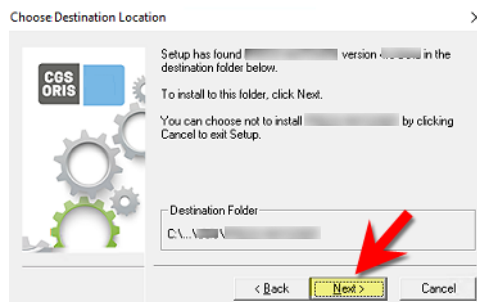 Choose Destination Location
CGS
ORIS
Setup has found version in the
destination folder below.
To install to this folder, click Next.
You can choose not to install by clicking
Cancel to exit Setup.
Destination Folder
C:\...\
< Back
Next >
Cancel